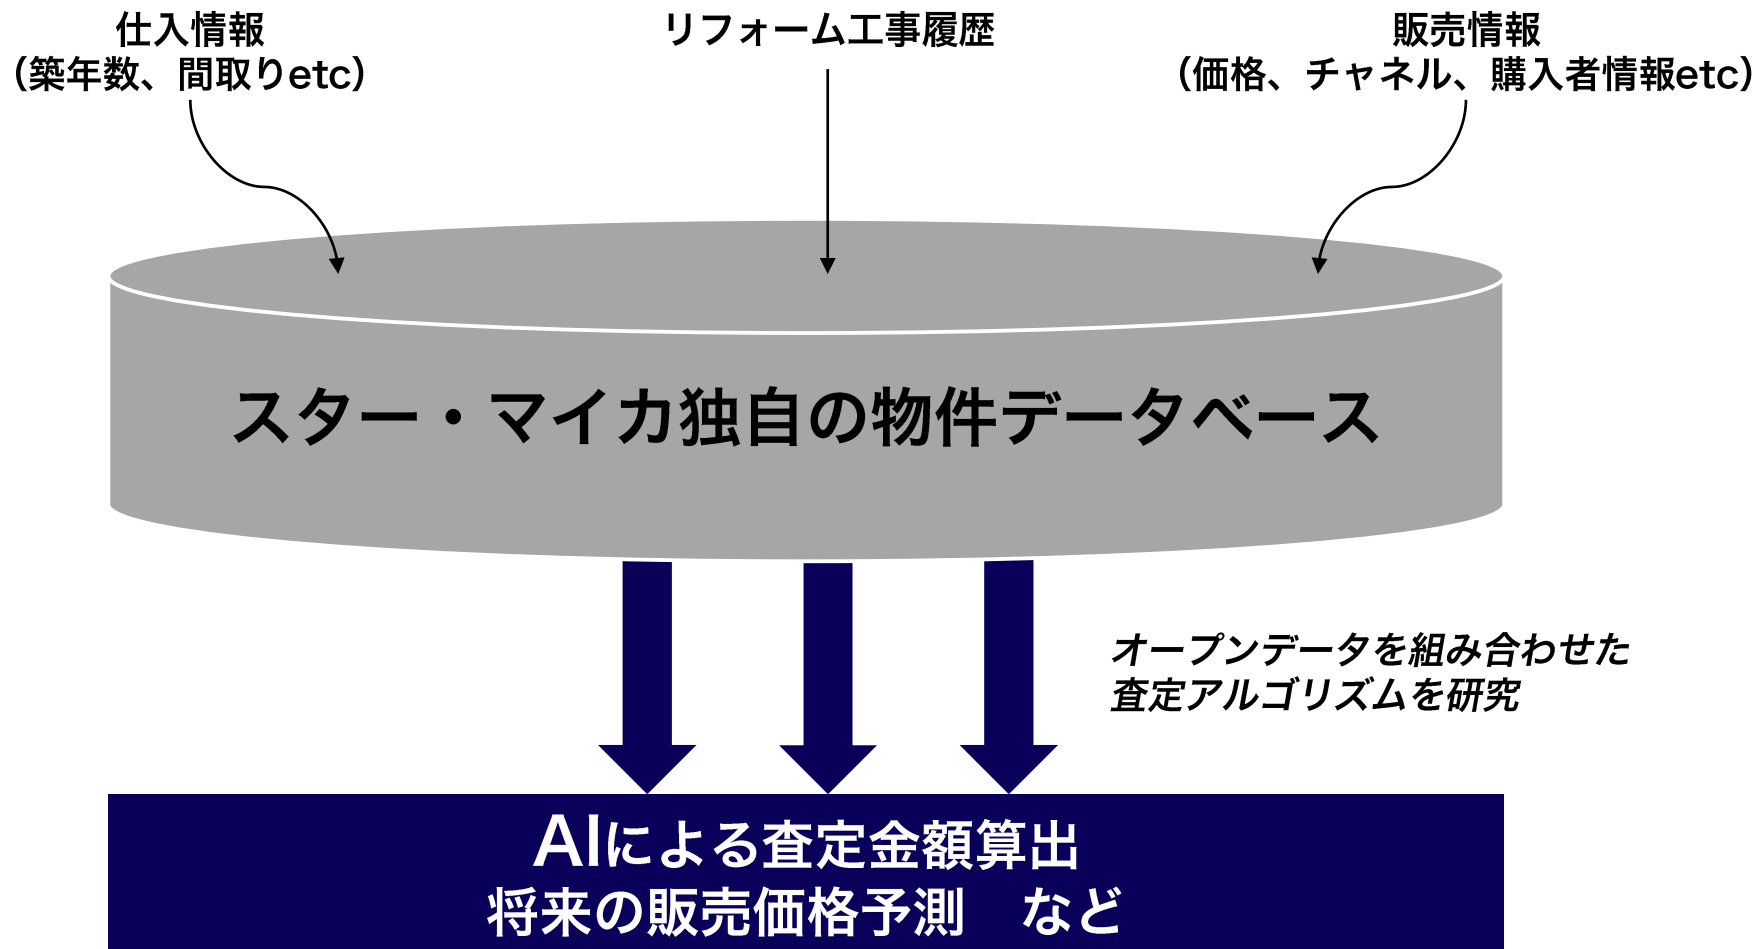 仕入情報
（築年数、間取りetc）
リフォーム工事履歴
販売情報
（価格、チャネル、購入者情報etc）
スター・マイカ独自の物件データベース
オープンデータを組み合わせた
査定アルゴリズムを研究
AIによる査定金額算出
将来の販売価格予測　など